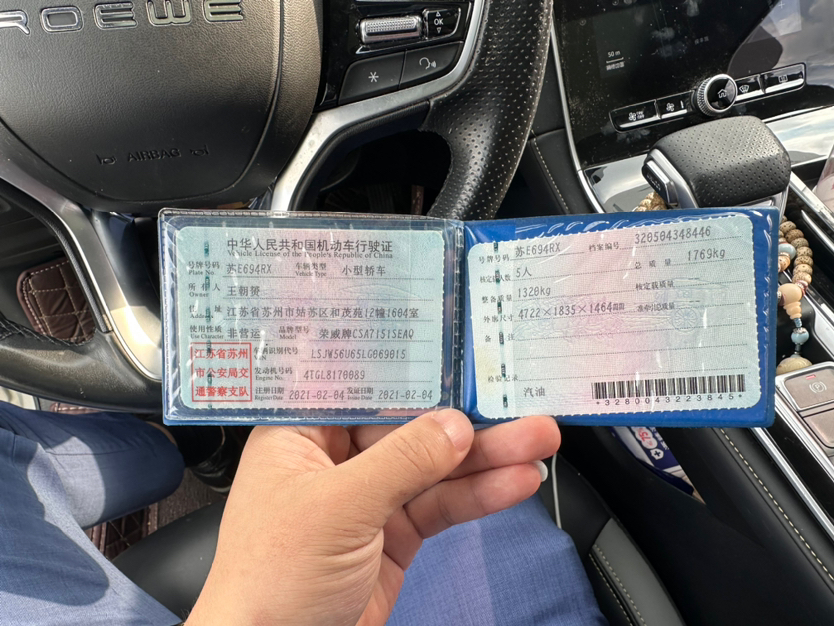 ROEWE
OK
AIRBAG
50 m
中华人民共和国机动车行驶证
Vehicle License of the People's Republic of China
号牌号码 苏E694RX 车辆类型 小型轿车
Plate No. Vehicle Type
所有人 王朝赟
Owner
住址 江苏省苏州市姑苏区和茂苑12幢1604室
使用性质 非营运 品牌型号 荣威牌CSA7151SEAQ
Use Character Model
江苏省苏州
市公安局交
通警察支队
车辆识别代号 LSJW56U65LG069015
发动机号码 4TGL8170089
Engine No.
注册日期 2021-02-04 发证日期 2021-02-04
Register Date Issue Date
号牌号码 苏E694RX 档案编号 320504348446
核定载人数 5人 总质量 1769kg
整备质量 1320kg 核定载质量
外廓尺寸 4722×1835×1464mm 准牵引总质量
备注
检验记录
汽油
*3280043223845*